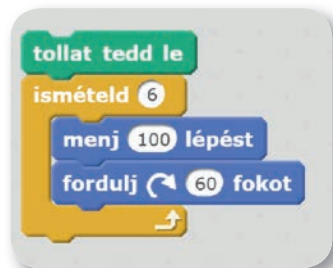 tollat tedd le
ismételd 6
menj 100 lépést
fordulj 60 fokot